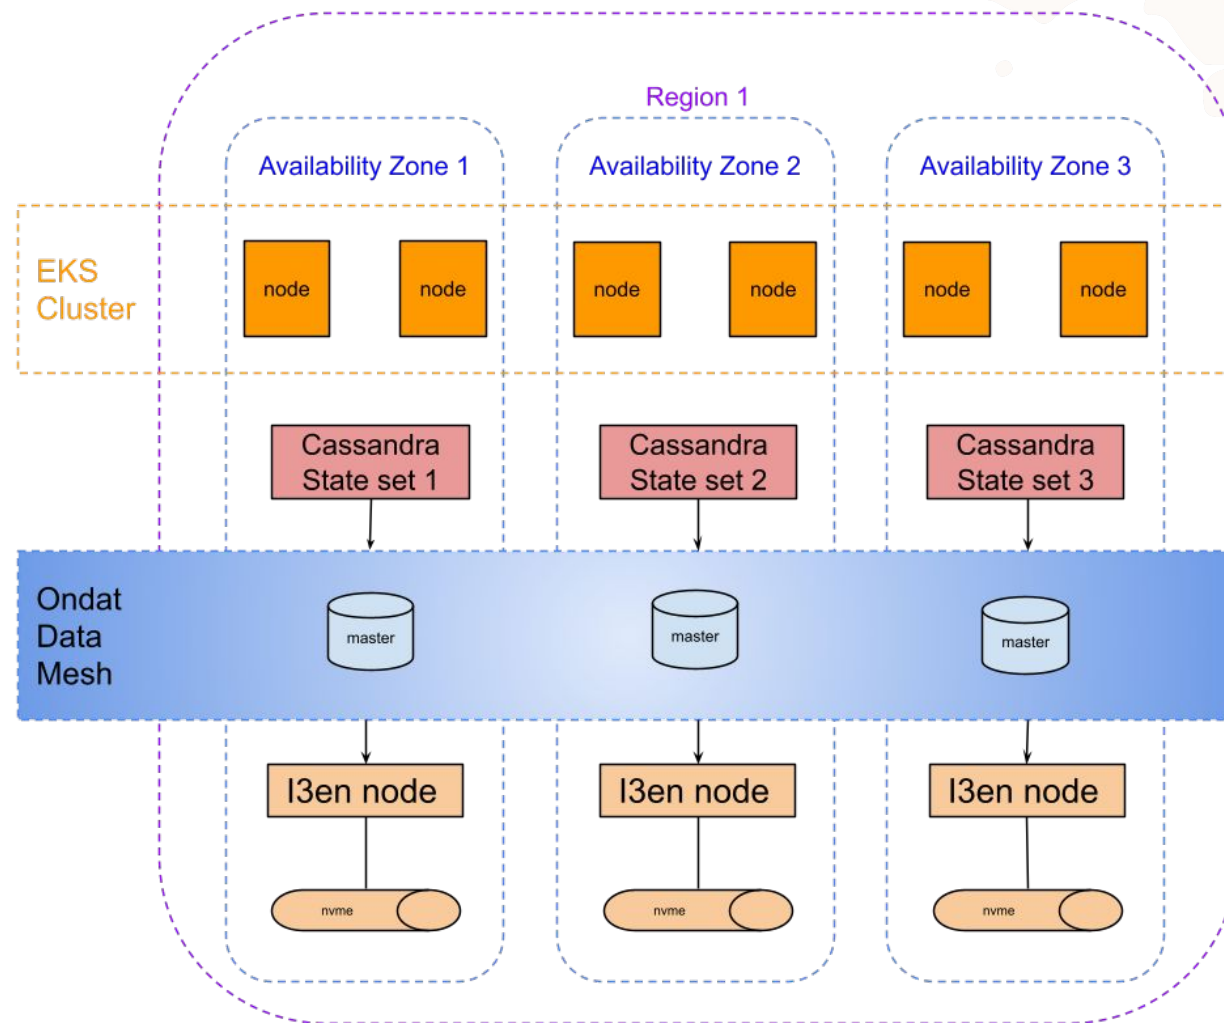 Region 1
Availability Zone 1
Availability Zone 2
Availability Zone 3
EKS
Cluster
node
node
node
node
node
node
Cassandra
State set 1
Cassandra
State set 2
Cassandra
State set 3
Ondat
Data
Mesh
master
master
master
I3en node
I3en node
I3en node
nvme
nvme
nvme